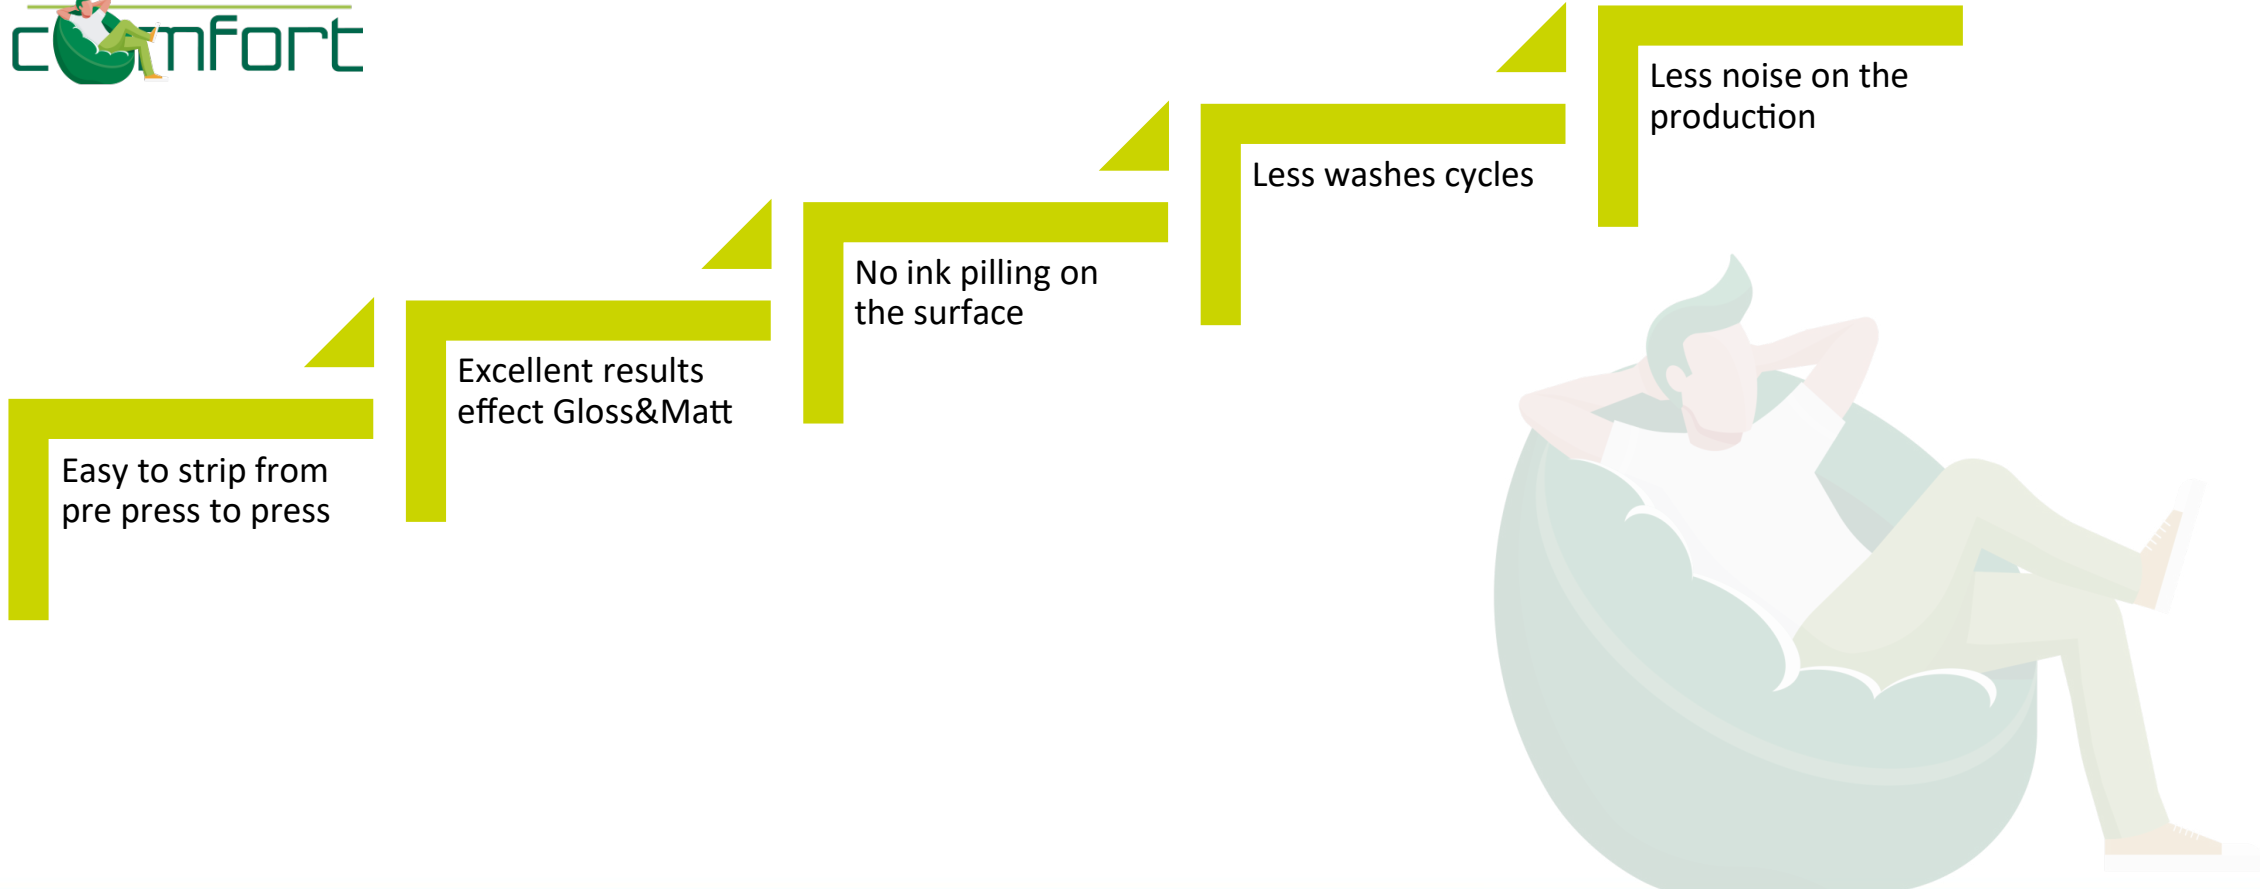 comfort
Less noise on the
production
Less washes cycles
No ink pilling on
the surface
Excellent results
effect Gloss&Matt
Easy to strip from
pre press to press